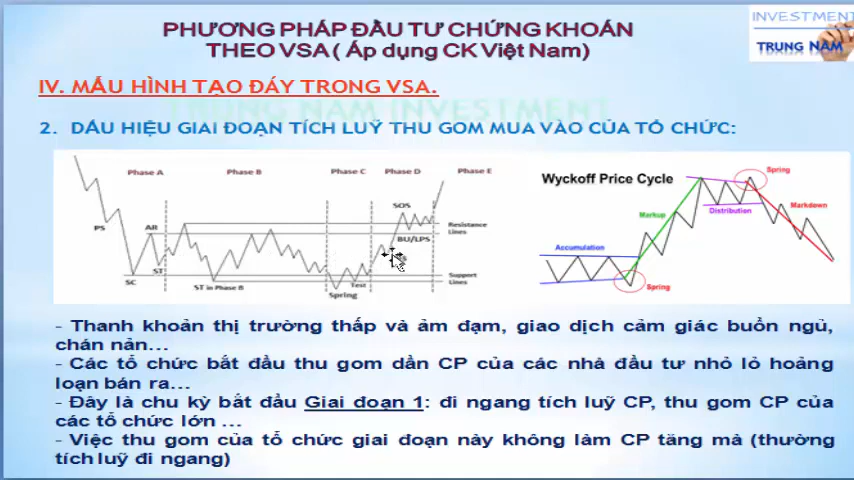 PHƯƠNG PHÁP ĐẦU TƯ CHỨNG KHOÁN
THEO VSA ( Áp dụng CK Việt Nam)
INVESTMENT
TRUNG NAM
IV. MẪU HÌNH TẠO ĐÁY TRONG VSA.
TRUNG NAM INVESTMENT
2. DẤU HIỆU GIAI ĐOẠN TÍCH LUỸ THU GOM MUA VÀO CỦA TỔ CHỨC:
Phase A
Phase B
Phase C
Phase D
Phase E
SOS
PS
AR
Resistance
Lines
BU/LPS
ST
SC
ST in Phase B
Test
Spring
Support
Lines
Wyckoff Price Cycle
Spring
Markup
Distribution
Markdown
Accumulation
Spring
- Thanh khoản thị trường thấp và ảm đạm, giao dịch cảm giác buồn ngủ,
chán nản...
- Các tổ chức bắt đầu thu gom dần CP của các nhà đầu tư nhỏ lỏ hoảng
loạn bán ra...
- Đây là chu kỳ bắt đầu Giai đoạn 1: đi ngang tích luỹ CP, thu gom CP của
các tổ chức lớn ...
- Việc thu gom của tổ chức giai đoạn này không làm CP tăng mà (thường
tích luỹ đi ngang)